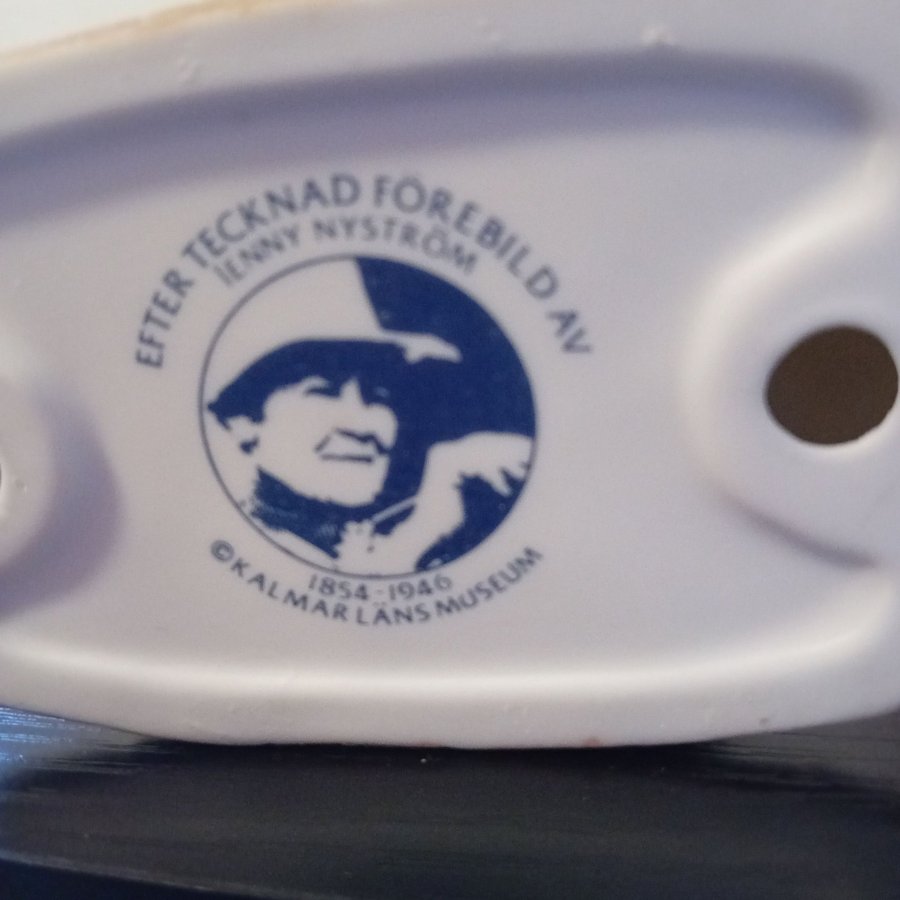 EFTER TECKNAD FÖREBILD AV
JENNY NYSTRÖM
1854-1946
© KALMAR LÄNS MUSEUM